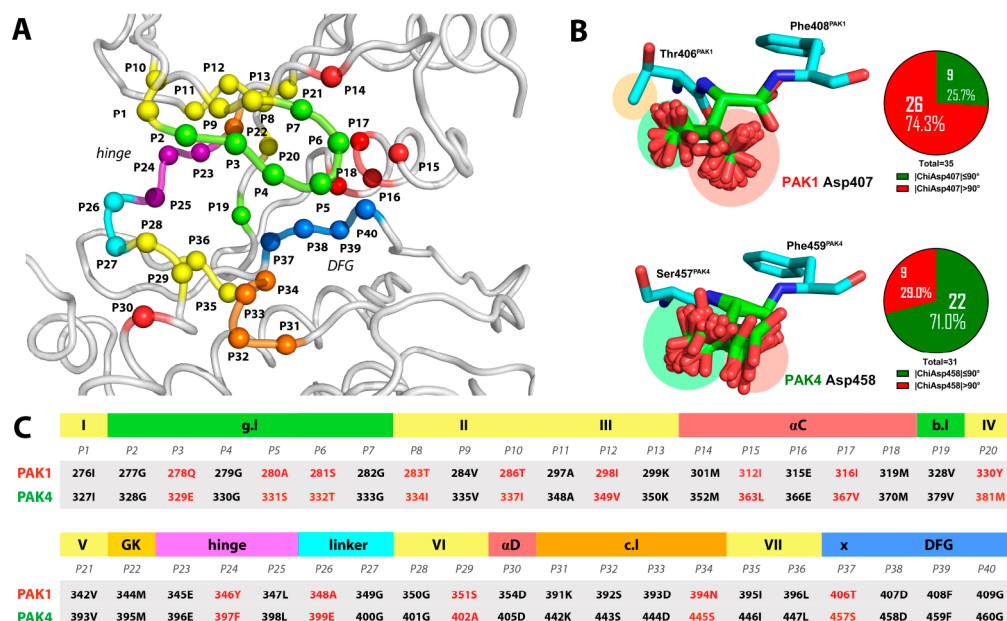 A
P10
P12
P13
P21
P14
P11
P1
P9
P8
P7
P2
P22
P6
P17
hinge
P3
P24
P23
P20
P15
P4
P18
P16
P25
P19
P5
P26
P40
P28
P36
P38
P39
P27
P37
DFG
P29
P34
P35
P30
P33
P31
P32
B
Phe408PAK1
Thr406PAK1
9
25.7%
26
74.3%
Total=35
|ChiAsp407|≤90°
|ChiAsp407|>90°
PAK1 Asp407
Phe459PAK4
Ser457PAK4
9
29.0%
22
71.0%
Total=31
|ChiAsp458|≤90°
|ChiAsp458|>90°
PAK4 Asp458
C
I g.l II III αC b.l IV
P1 P2 P3 P4 P5 P6 P7 P8 P9 P10 P11 P12 P13 P14 P15 P16 P17 P18 P19 P20
PAK1 276I 277G 278Q 279G 280A 281S 282G 283T 284V 286T 297A 298I 299K 301M 312I 315E 316I 319M 328V 330Y
PAK4 327I 328G 329E 330G 331S 332T 333G 334I 335V 337I 348A 349V 350K 352M 363L 366E 367V 370M 379V 381M
V GK hinge linker VI αD c.l VII x DFG
P21 P22 P23 P24 P25 P26 P27 P28 P29 P30 P31 P32 P33 P34 P35 P36 P37 P38 P39 P40
PAK1 342V 344M 345E 346Y 347L 348A 349G 350G 351S 354D 391K 392S 393D 394N 395I 396L 406T 407D 408F 409G
PAK4 393V 395M 396E 397F 398L 399E 400G 401G 402A 405D 442K 443S 444D 445S 446I 447L 457S 458D 459F 460G